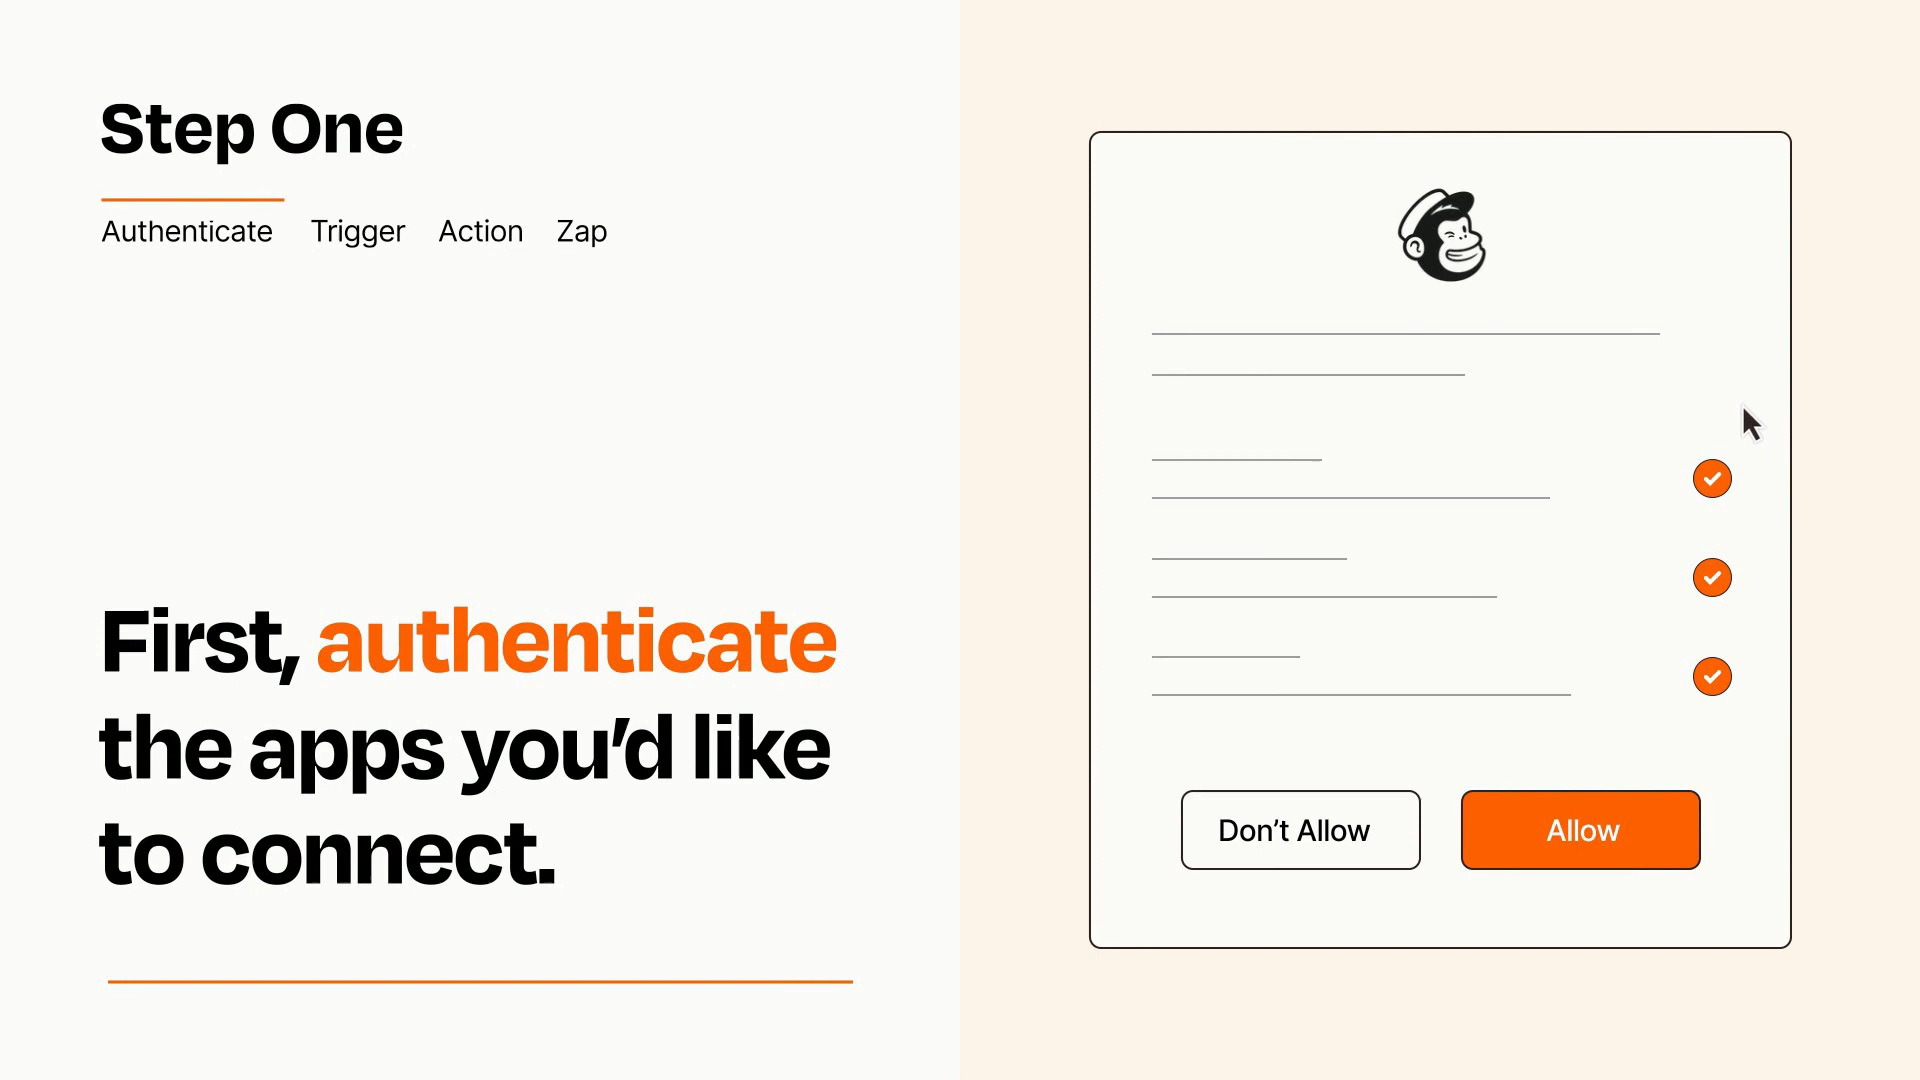 Step One
Authenticate Trigger Action Zap
First, authenticate
the apps you’d like
to connect.
Don’t Allow Allow